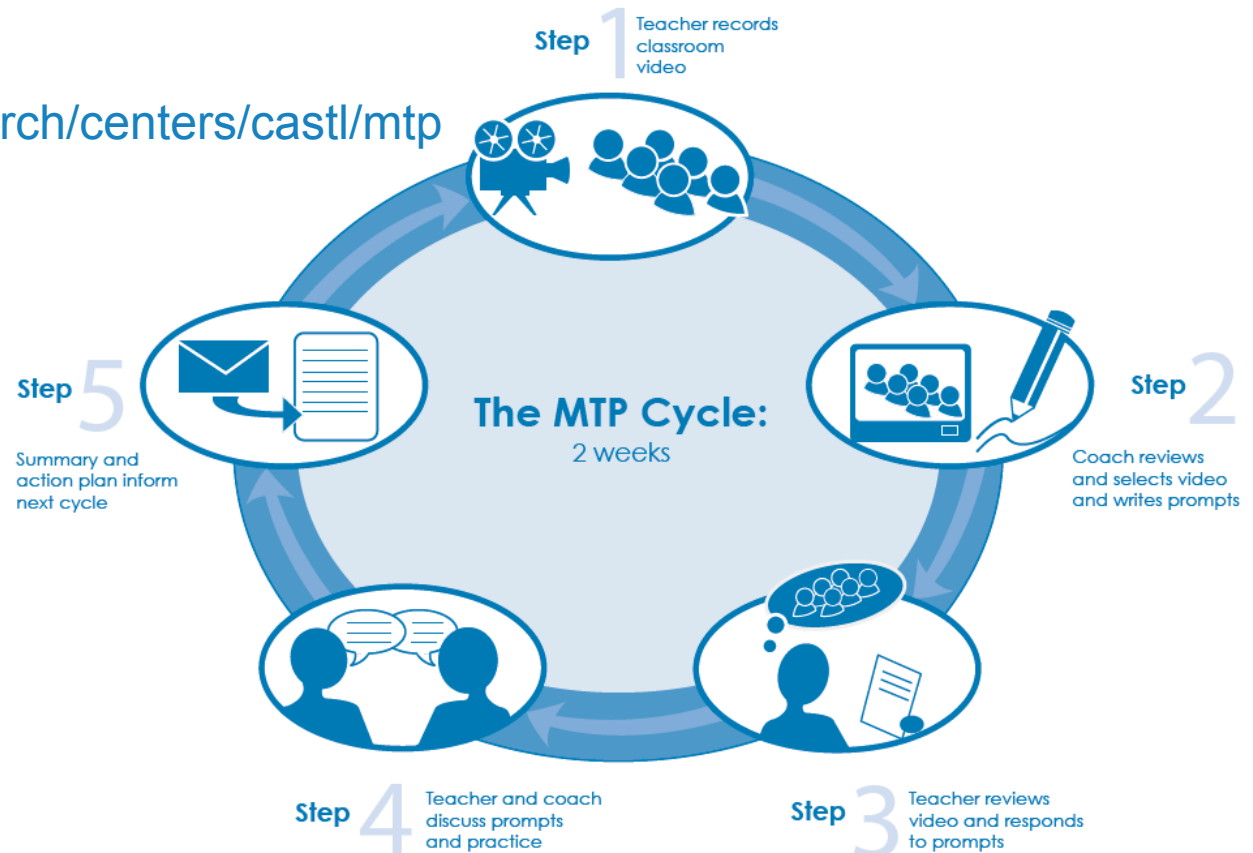 Step 1
Teacher records
classroom
video
rch/centers/castl/mtp
The MTP Cycle:
2 weeks
Step 2
Coach reviews
and selects video
and writes prompts
Step 3
Teacher reviews
video and responds
to prompts
Step 4
Teacher and coach
discuss prompts
and practice
Step 5
Summary and
action plan inform
next cycle